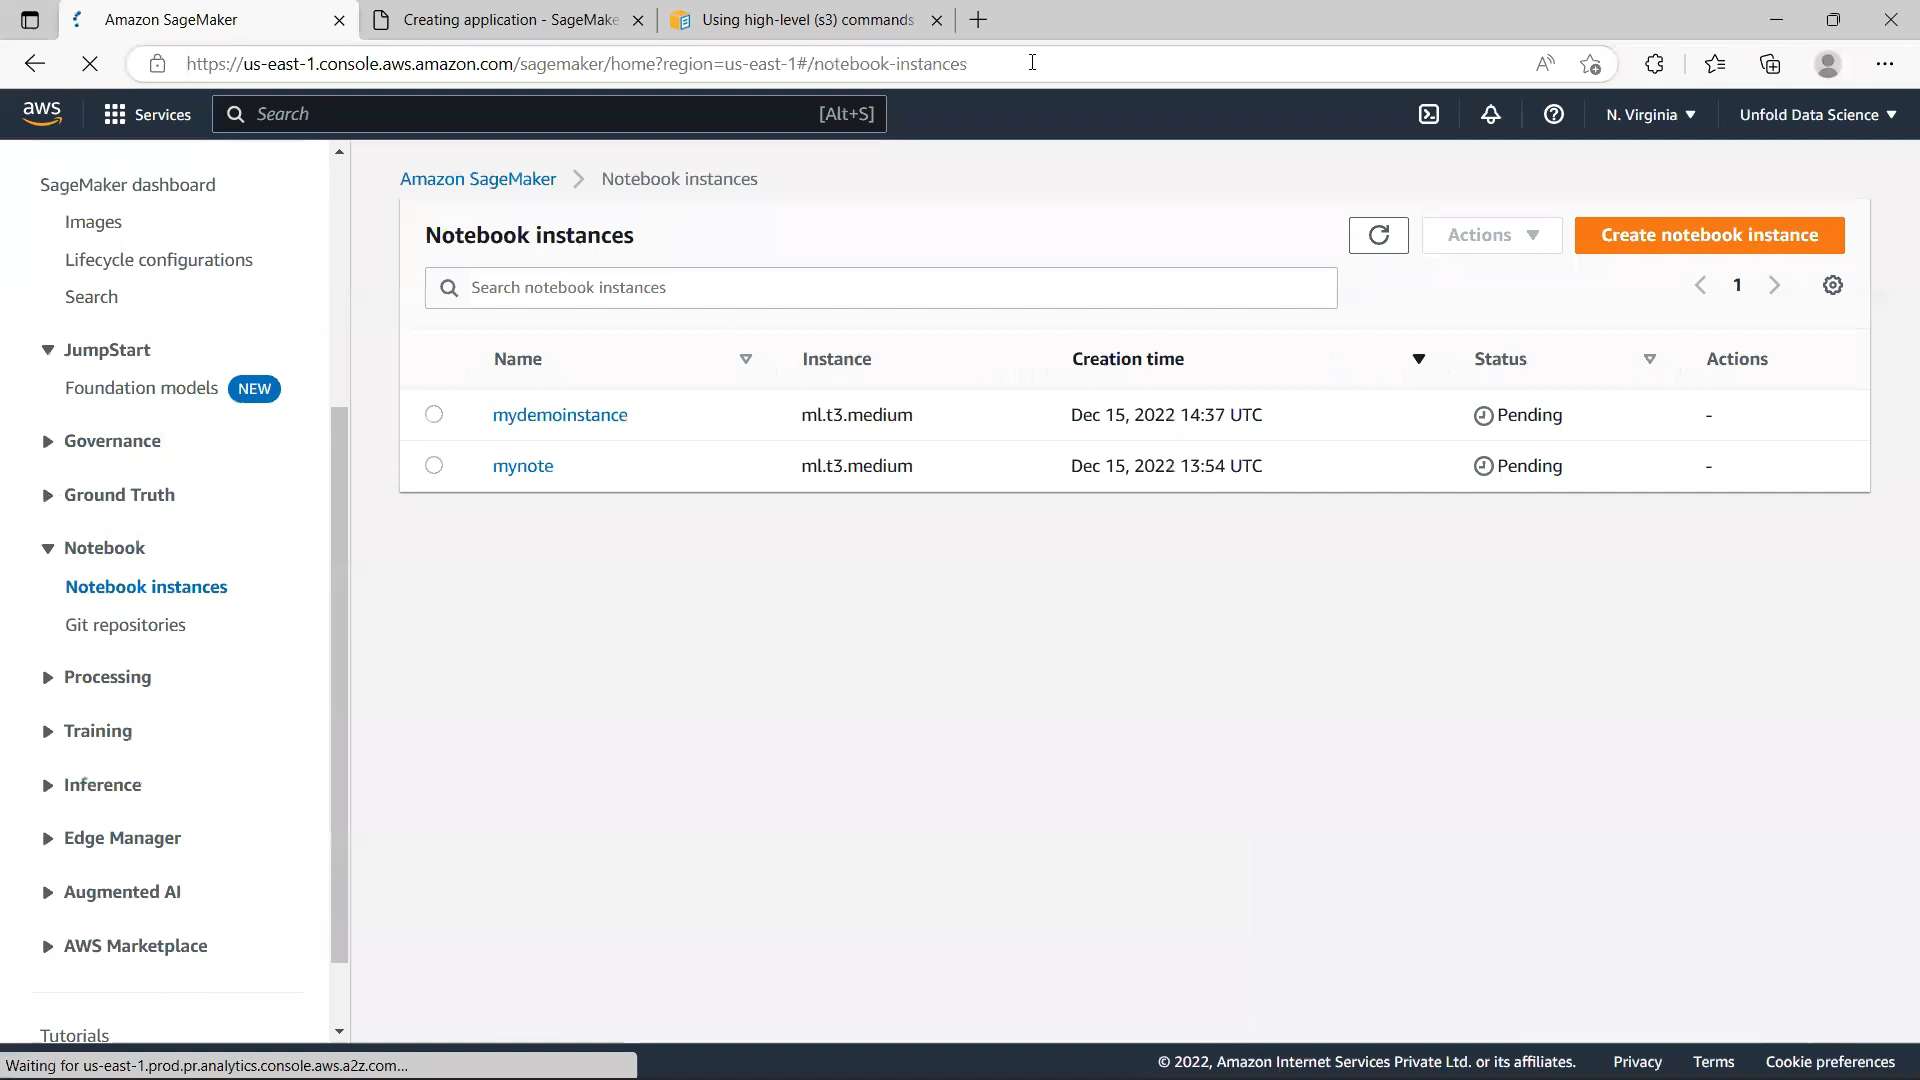 Amazon SageMaker
Creating application - SageMake
Using high-level (s3) commands
https://us-east-1.console.aws.amazon.com/sagemaker/home?region=us-east-1#/notebook-instances
aws
Services
Search
[Alt+S]
N. Virginia
Unfold Data Science
SageMaker dashboard
Images
Lifecycle configurations
Search
JumpStart
Foundation models NEW
Governance
Ground Truth
Notebook
Notebook instances
Git repositories
Processing
Training
Inference
Edge Manager
Augmented AI
AWS Marketplace
Tutorials
Amazon SageMaker
Notebook instances
Notebook instances
Actions
Create notebook instance
Search notebook instances
1
Name Instance Creation time Status Actions
mydemoinstance ml.t3.medium Dec 15, 2022 14:37 UTC Pending -
mynote ml.t3.medium Dec 15, 2022 13:54 UTC Pending -
Waiting for us-east-1.prod.pr.analytics.console.aws.a2z.com...
© 2022, Amazon Internet Services Private Ltd. or its affiliates. Privacy Terms Cookie preferences